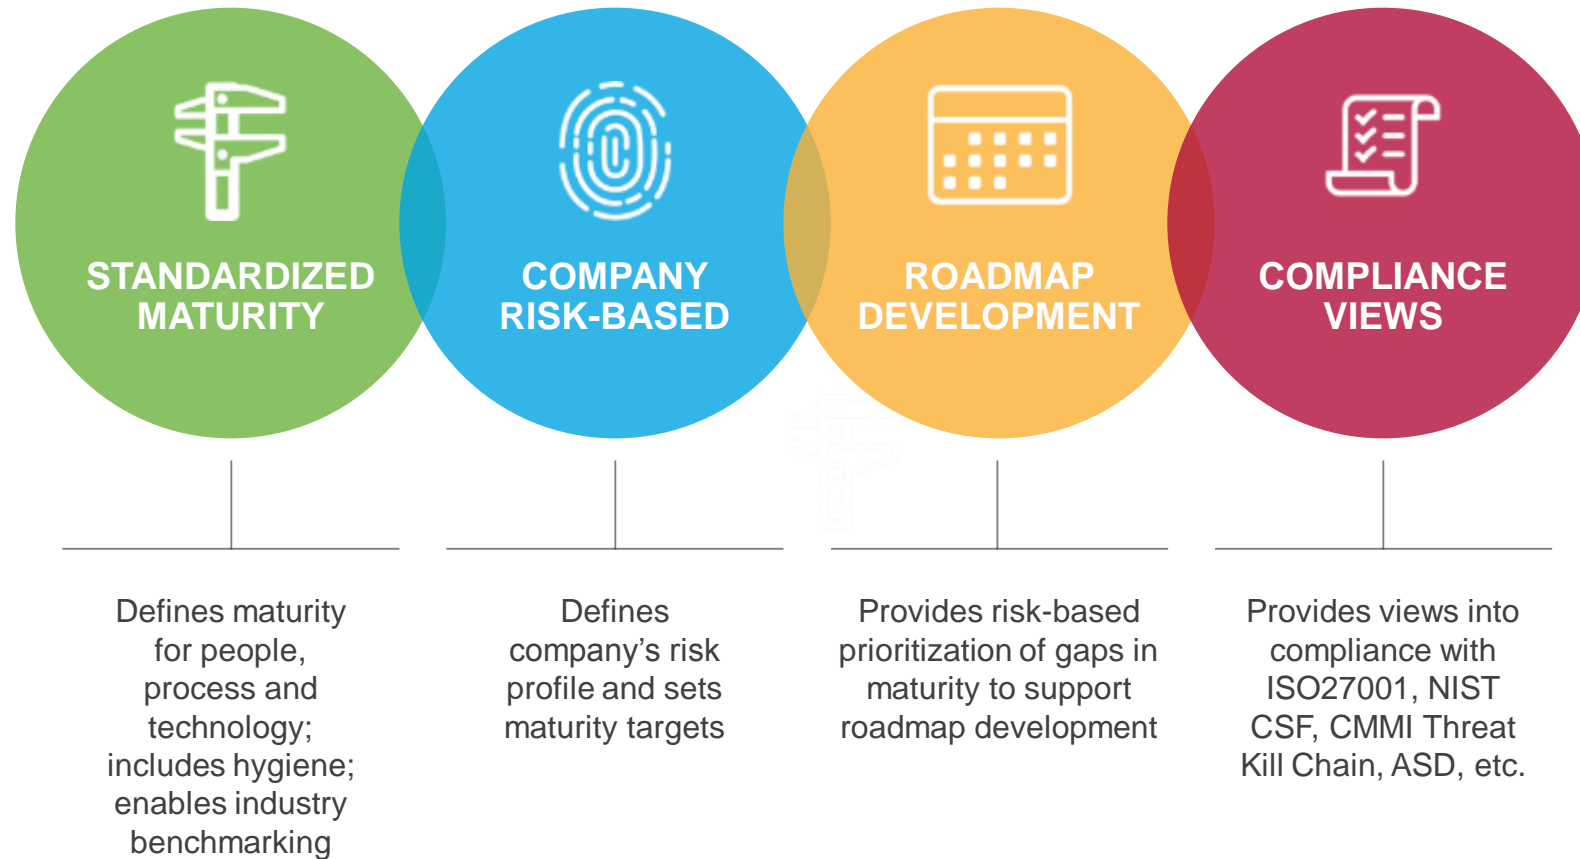 STANDARDIZED
MATURITY
COMPANY
RISK-BASED
ROADMAP
DEVELOPMENT
COMPLIANCE
VIEWS
Defines maturity
for people,
process and
technology;
includes hygiene;
enables industry
benchmarking
Defines
company’s risk
profile and sets
maturity targets
Provides risk-based
prioritization of gaps in
maturity to support
roadmap development
Provides views into
compliance with
ISO27001, NIST
CSF, CMMI Threat
Kill Chain, ASD, etc.